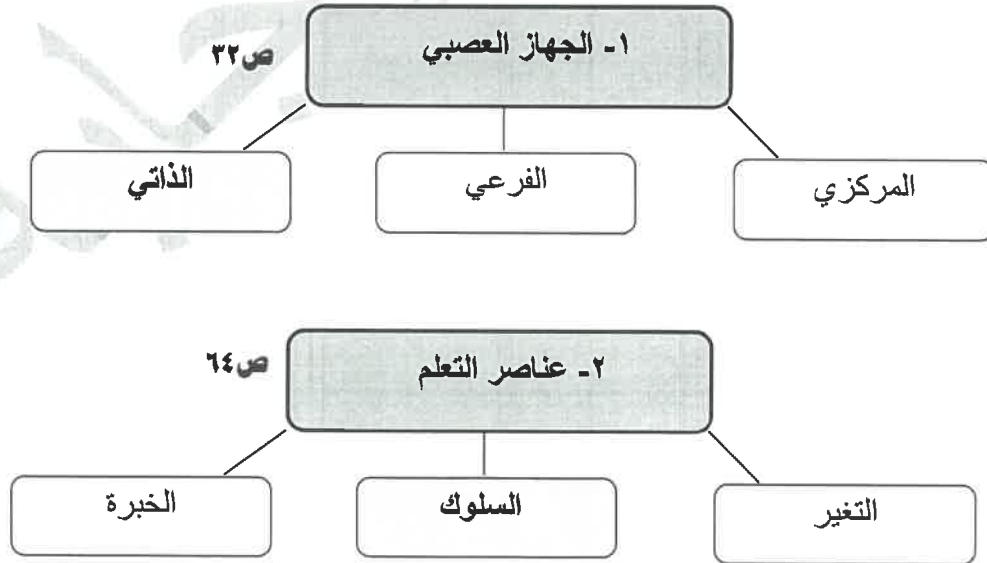 ١- الجهاز العصبي
ص٣٢
المركزي
الفرعي
الذاتي
٢- عناصر التعلم
ص٦٤
التغير
السلوك
الخبرة